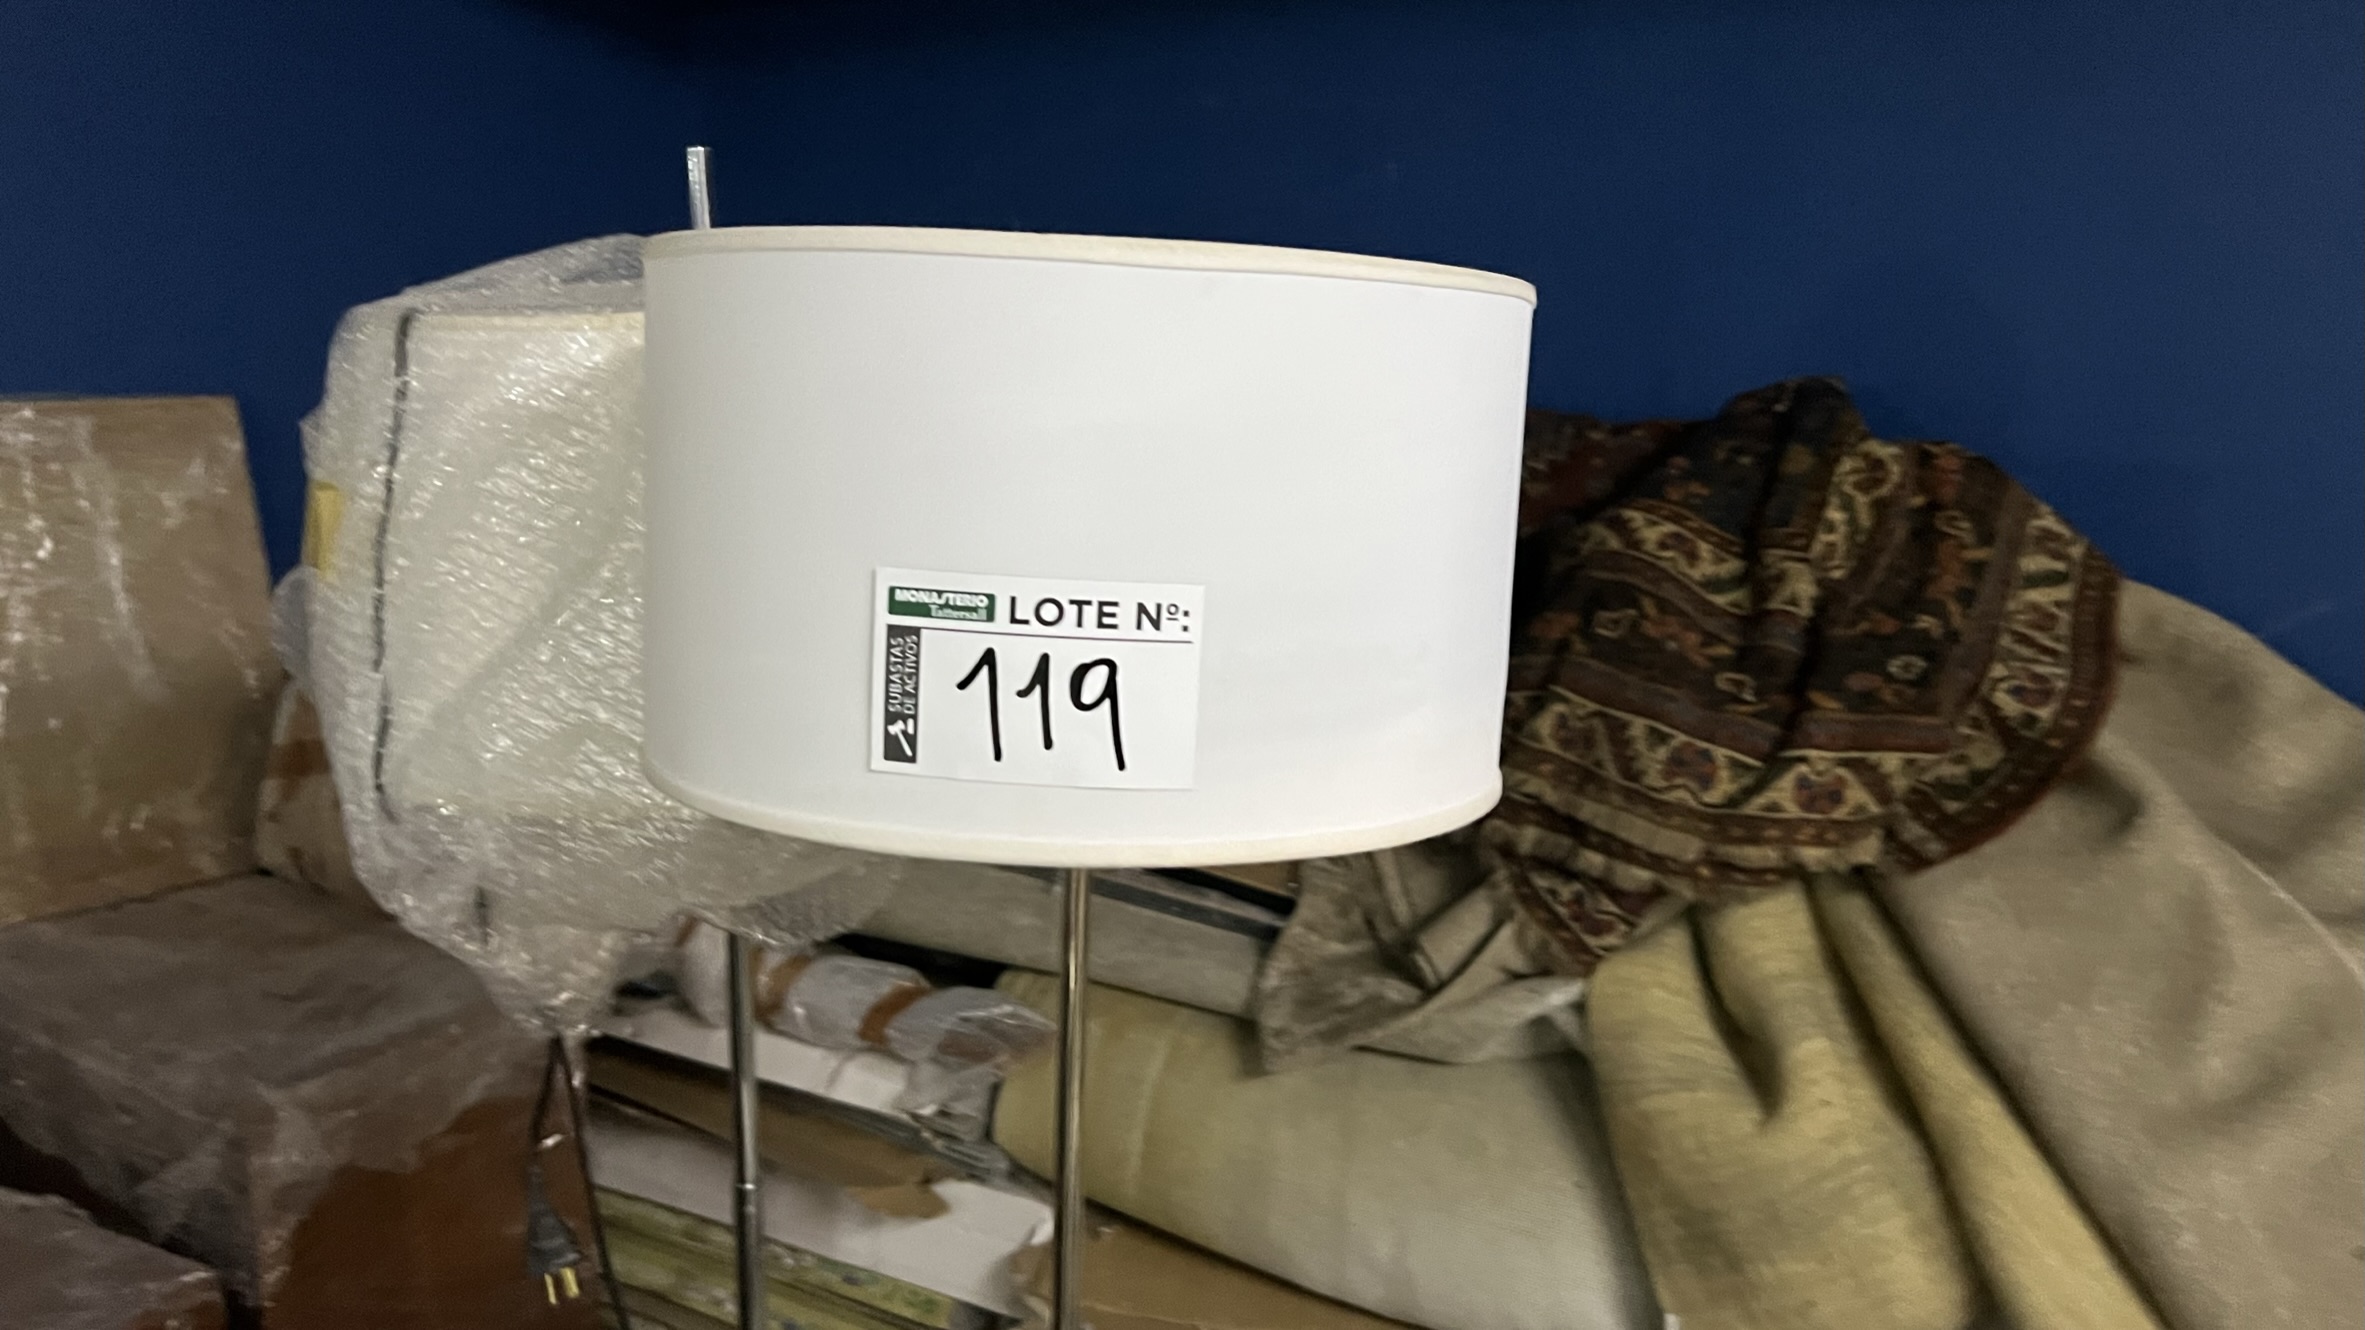 MONASTERIO
Tattersall
LOTE Nº:
SUBASTAS
DE ACTIVOS
119